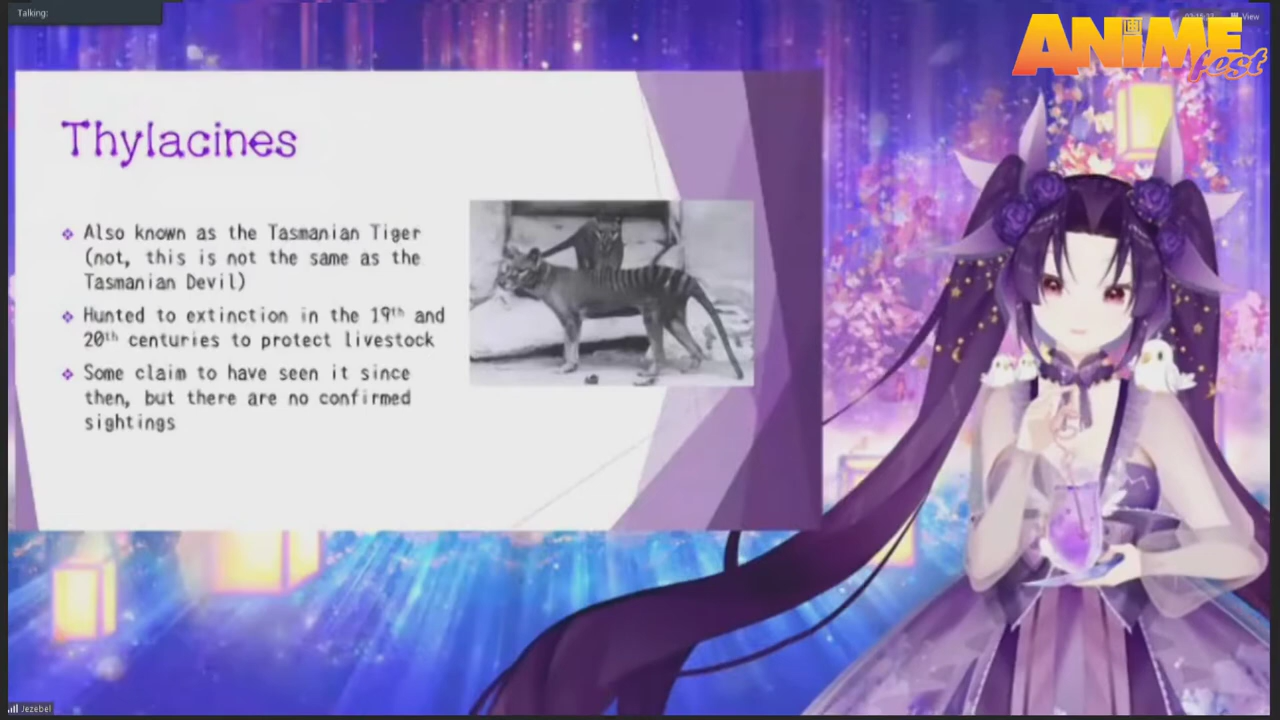 Talking:
View
ANiME
fest
Thylacines
Also known as the Tasmanian Tiger
(not, this is not the same as the
Tasmanian Devil)
Hunted to extinction in the 19th and
20th centuries to protect livestock
Some claim to have seen it since
then, but there are no confirmed
sightings
Jezebel